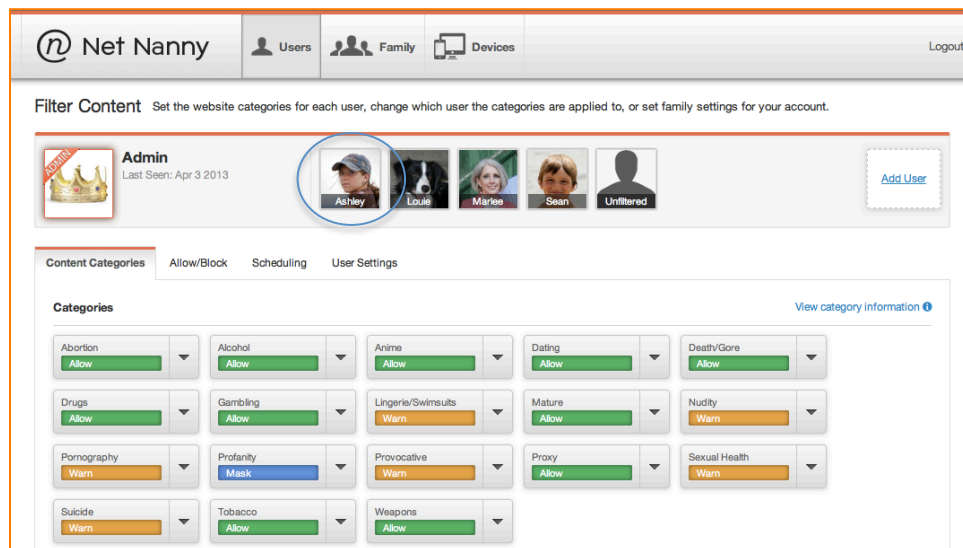 Net Nanny
Users
Family
Devices
Logout
Filter Content Set the website categories for each user, change which user the categories are applied to, or set family settings for your account.
ADMIN
Admin
Last Seen: Apr 3 2013
Ashley
Louie
Marlee
Sean
Unfiltered
Add User
Content Categories
Allow/Block
Scheduling
User Settings
Categories
View category information
Abortion
Allow
Alcohol
Allow
Anime
Allow
Dating
Allow
Death/Gore
Allow
Drugs
Allow
Gambling
Allow
Lingerie/Swimsuits
Warn
Mature
Allow
Nudity
Warn
Pornography
Warn
Profanity
Mask
Provocative
Warn
Proxy
Allow
Sexual Health
Warn
Suicide
Warn
Tobacco
Allow
Weapons
Allow